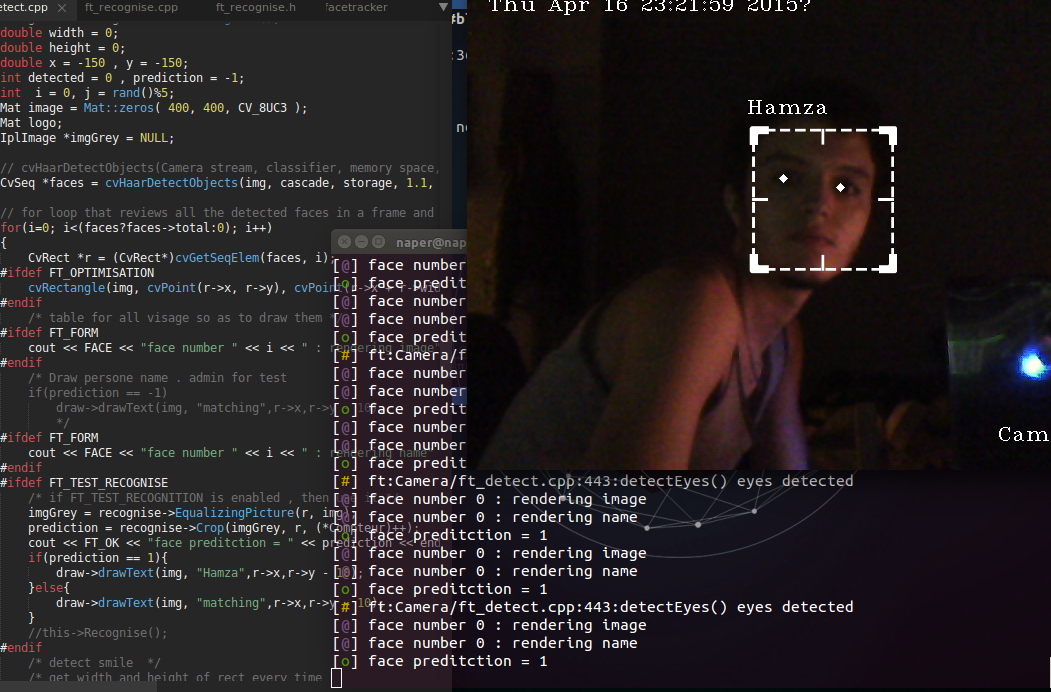 etect.cpp ft_recognise.cpp ft_recognise.h facetracker
double width = 0;
double height = 0;
double x = -150 , y = -150;
int detected = 0 , prediction = -1;
int i = 0, j = rand()%5;
Mat image = Mat::zeros( 400, 400, CV_8UC3 );
Mat logo;
IplImage *imgGrey = NULL;
// cvHaarDetectObjects(Camera stream, classifier, memory space,
CvSeq *faces = cvHaarDetectObjects(img, cascade, storage, 1.1,
// for loop that reviews all the detected faces in a frame and
for(i=0; i<(faces?faces->total:0); i++)
{
CvRect *r = (CvRect*)cvGetSeqElem(faces, i);
#ifdef FT_OPTIMISATION
cvRectangle(img, cvPoint(r->x, r->y), cvPoint(r->x + r->wid
#endif
/* table for all visage so as to draw them *
#ifdef FT_FORM
cout << FACE << "face number " << i << " : rendering image"
#endif
/* Draw persone name . admin for test
if(prediction == -1)
draw->drawText(img, "matching",r->x,r->y - 10);
*/
#ifdef FT_FORM
cout << FACE << "face number " << i << " : rendering name
#endif
#ifdef FT_TEST_RECOGNISE
/* if FT_TEST_RECOGNITION is enabled , then
imgGrey = recognise->EqualizingPicture(r, img);
prediction = recognise->Crop(imgGrey, r, (*Compteur)++);
cout << FT_OK << "face preditction = " << prediction << end
if(prediction == 1){
draw->drawText(img, "Hamza",r->x,r->y - 10);
}else{
draw->drawText(img, "matching",r->x,r->y - 10);
}
//this->Recognise();
#endif
/* detect smile */
/* get width and height of rect every time
Thu Apr 16 23:21:59 2015?
Hamza
Cam
naper@nap
[@] face number
[o] face predit
[@] face number
[@] face number
[o] face predit
[#] ft:Camera/f
[@] face number
[@] face number
[o] face predit
[@] face number
[@] face number
[o] face predit
[#] ft:Camera/ft_detect.cpp:443:detectEyes() eyes detected
[@] face number 0 : rendering image
[@] face number 0 : rendering name
[o] face preditction = 1
[@] face number 0 : rendering image
[@] face number 0 : rendering name
[o] face preditction = 1
[#] ft:Camera/ft_detect.cpp:443:detectEyes() eyes detected
[@] face number 0 : rendering image
[@] face number 0 : rendering name
[o] face preditction = 1